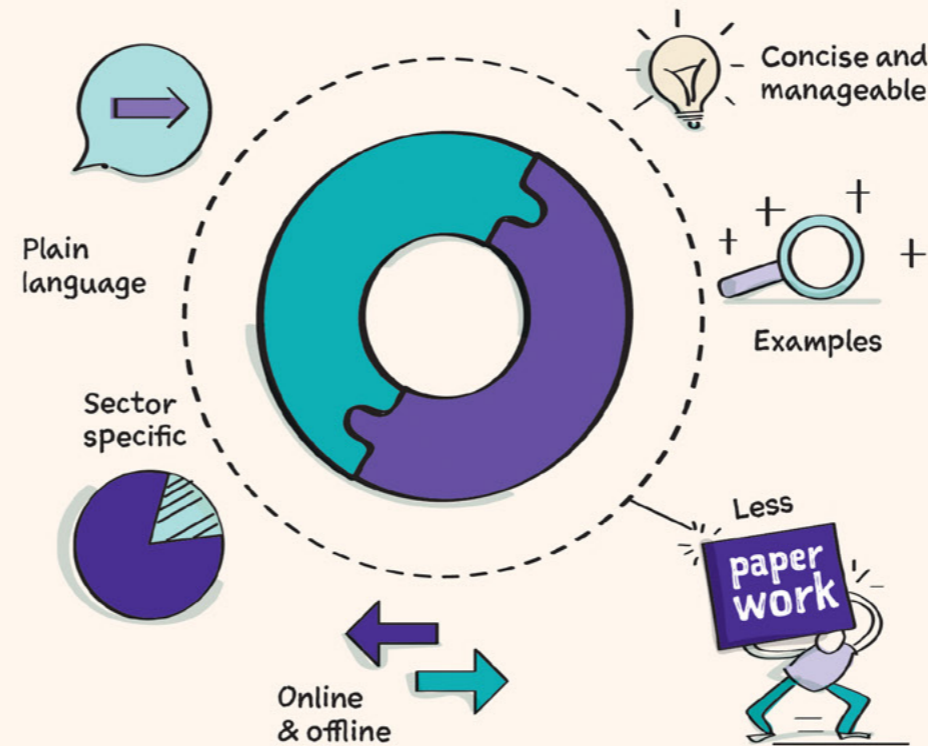 Concise and
manageable
Plain
language
Examples
Sector
specific
Less
paper
work
Online
& offline